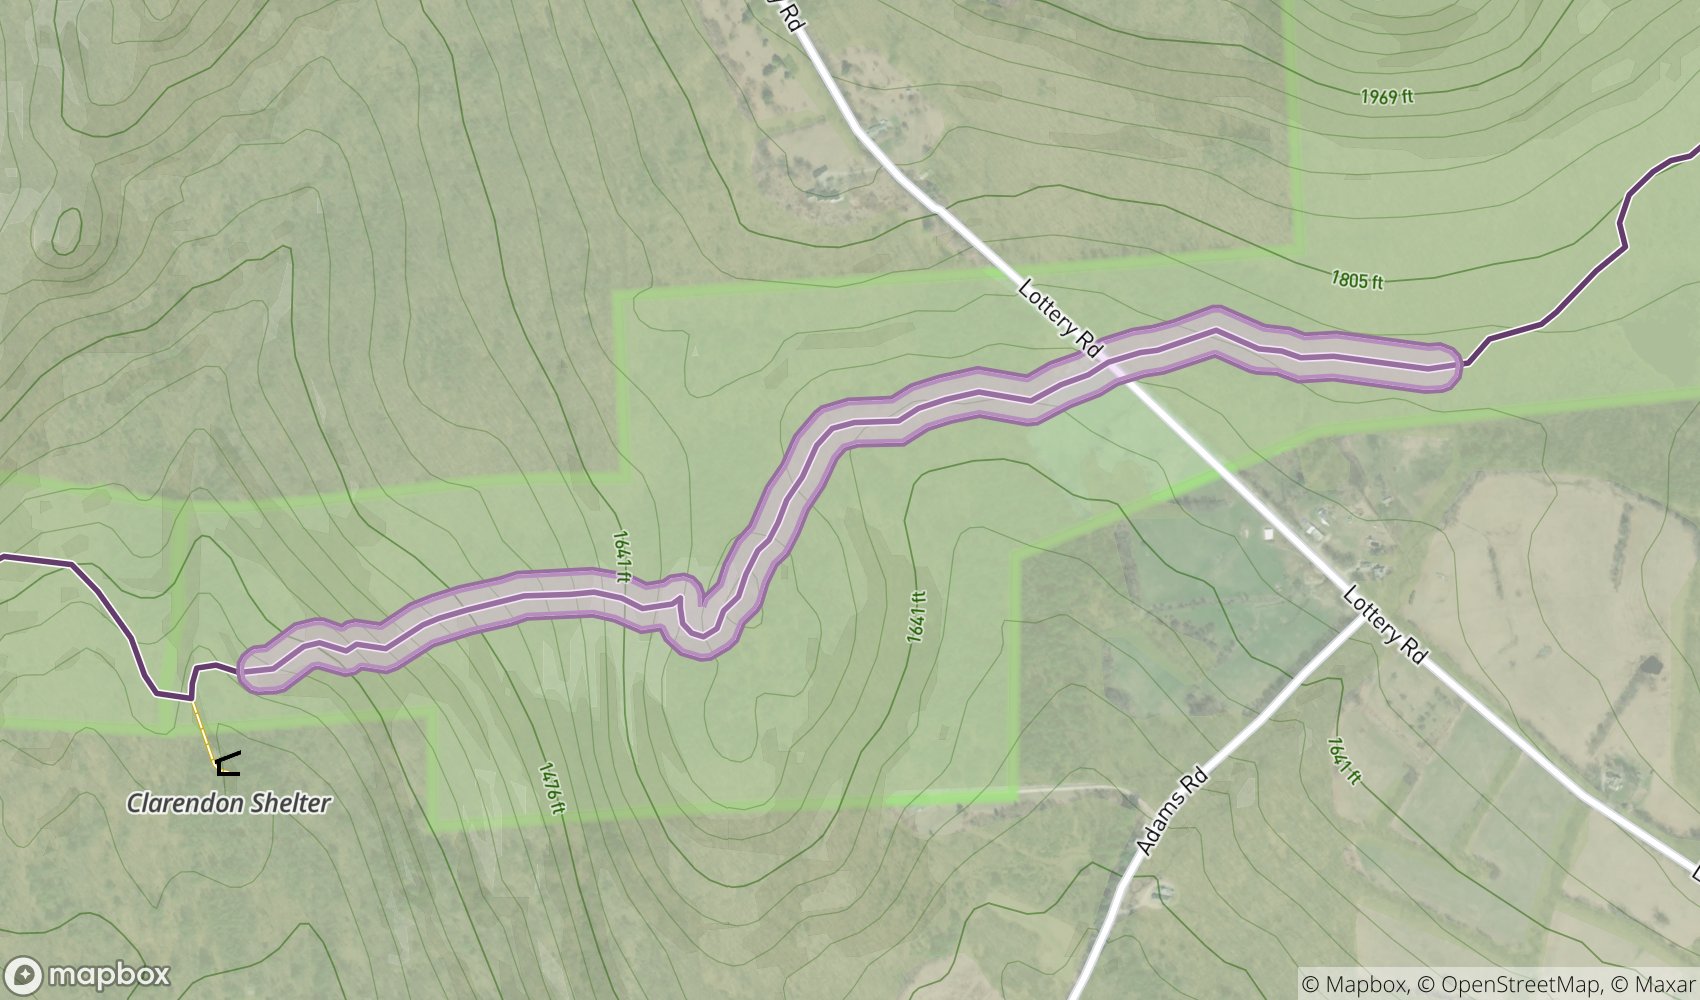 y Rd
1969 ft
1805 ft
Lottery Rd
1641 ft
1641 ft
Lottery Rd
1641 ft
1476 ft
Adams Rd
Clarendon Shelter
L
mapbox
© Mapbox, © OpenStreetMap, © Maxar